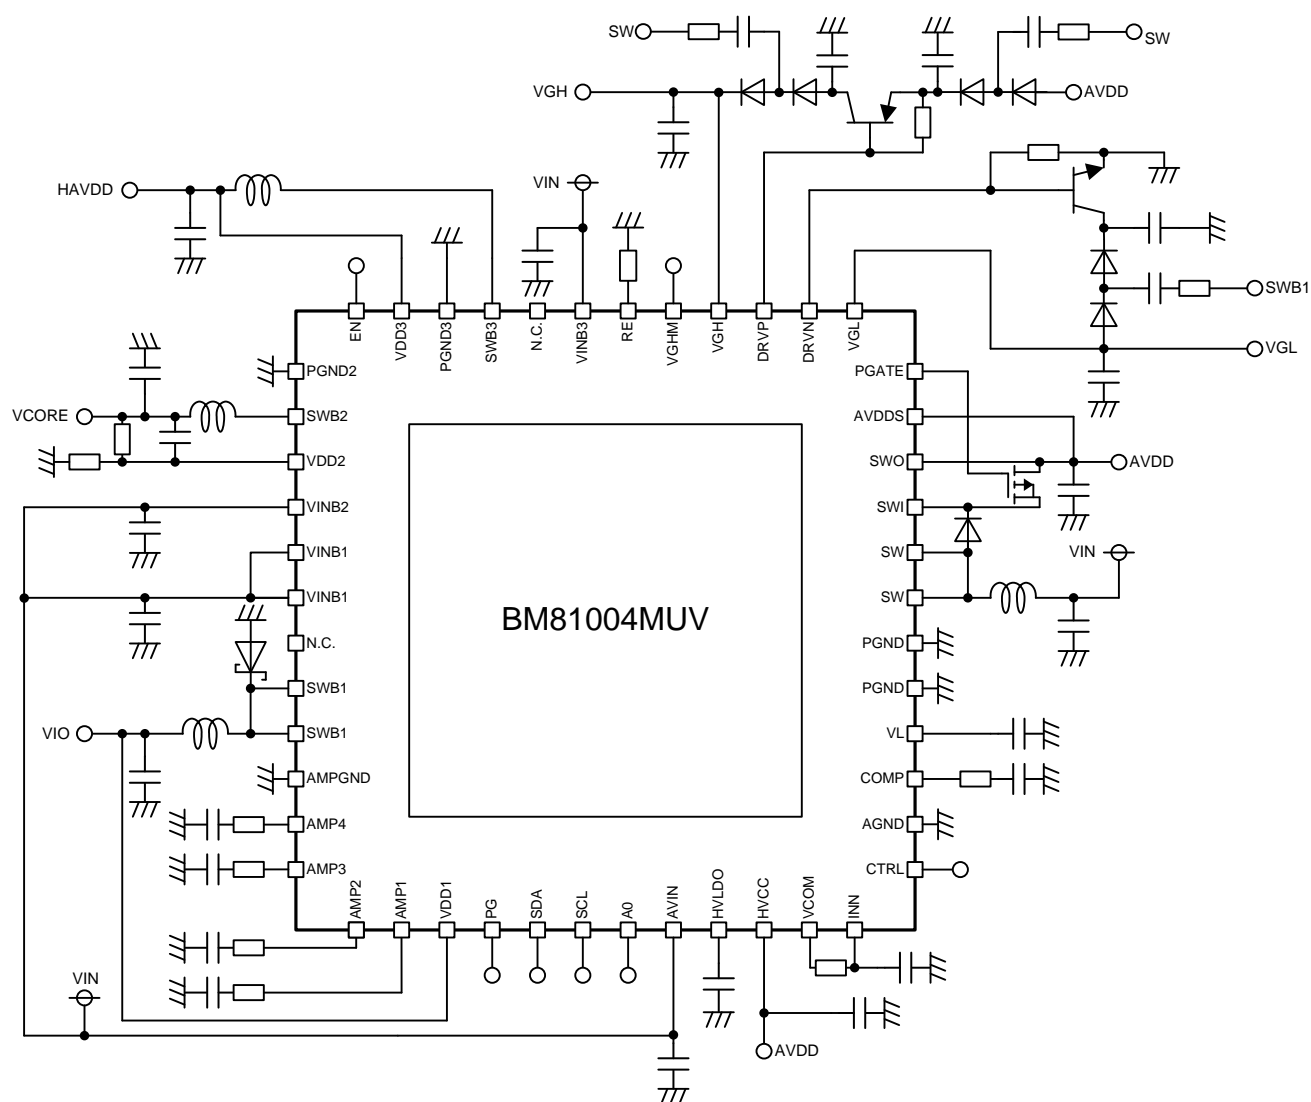 SW
SW
VGH
AVDD
HAVDD
VIN
SWB1
VGL
EN
VDD3
PGND3
SWB3
N.C.
VINB3
RE
VGHM
VGH
DRVP
DRVN
VGL
PGND2
PGATE
VCORE
SWB2
AVDDS
VDD2
SWO
AVDD
VINB2
SWI
VINB1
SW
VIN
VINB1
SW
BM81004MUV
N.C.
PGND
SWB1
PGND
VIO
SWB1
VL
AMPGND
COMP
AMP4
AGND
AMP3
CTRL
AMP2
AMP1
VDD1
PG
SDA
SCL
A0
AVIN
HVLDO
HVCC
VCOM
INN
VIN
AVDD